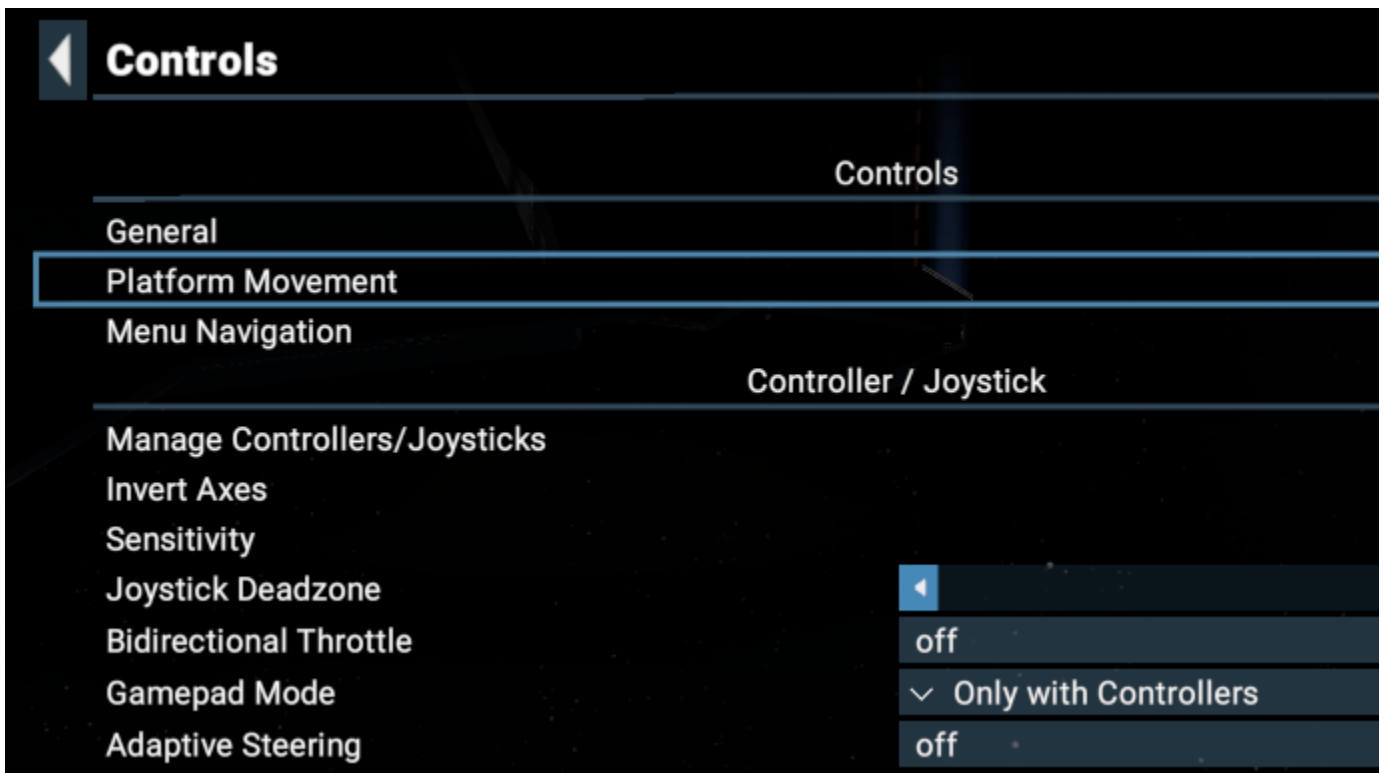 Controls
Controls
General
Platform Movement
Menu Navigation
Controller / Joystick
Manage Controllers/Joysticks
Invert Axes
Sensitivity
Joystick Deadzone
Bidirectional Throttle off
Gamepad Mode Only with Controllers
Adaptive Steering off